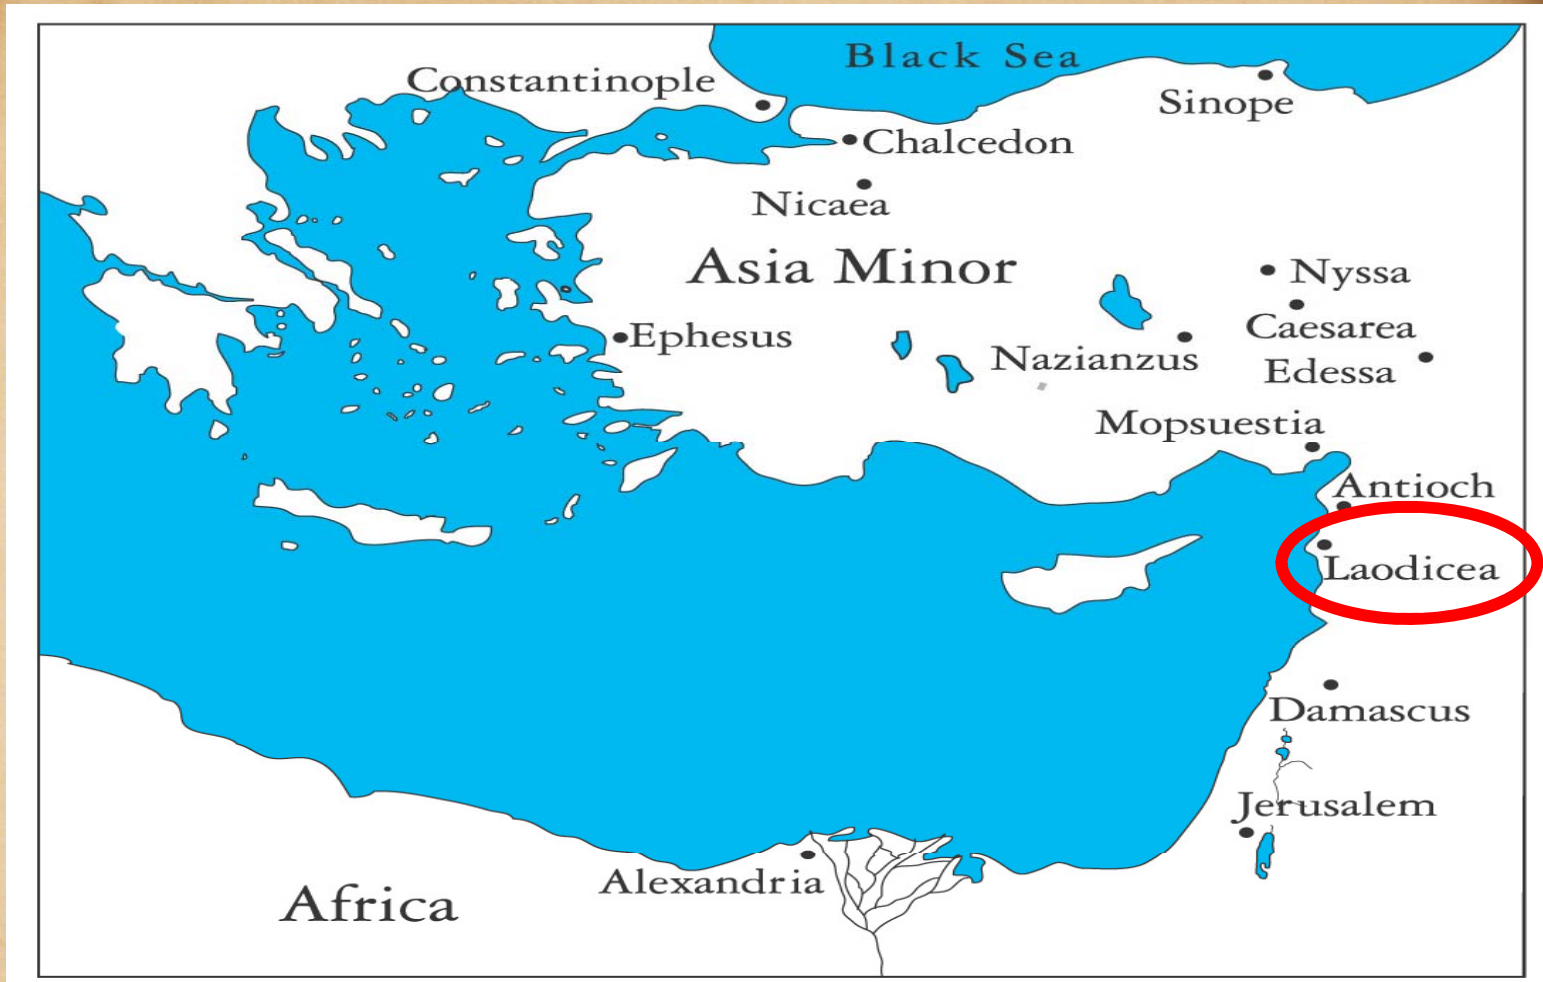 Black Sea
Constantinople
Sinope
Chalcedon
Nicaea
Asia Minor
Nyssa
Caesarea
Ephesus
Nazianzus
Edessa
Mopsuestia
Antioch
Laodicea
Damascus
Jerusalem
Alexandria
Africa